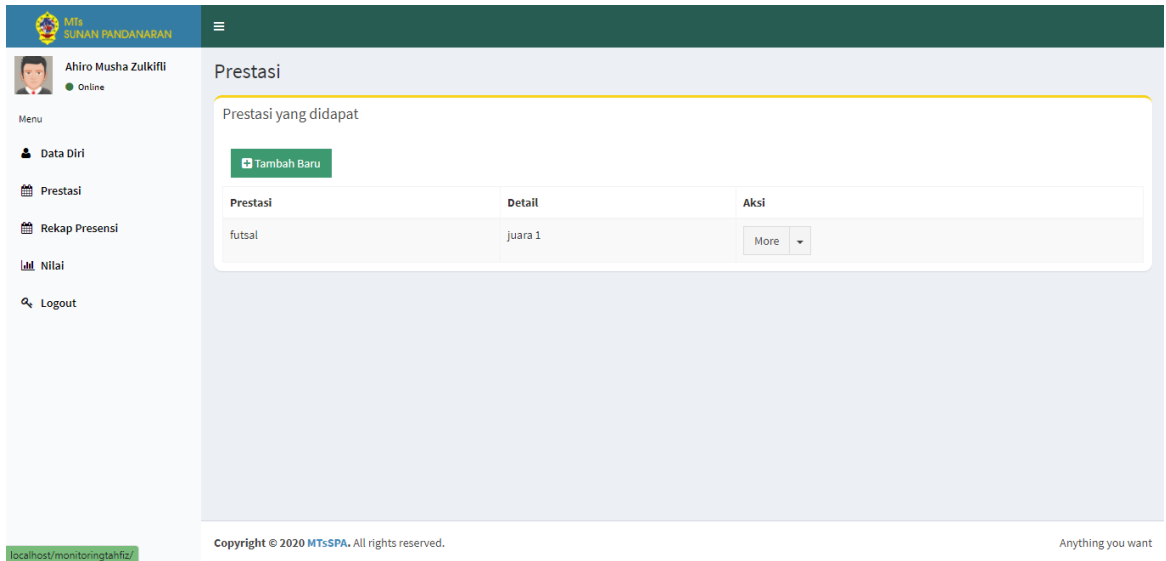 MTs
SUNAN PANDANARAN
Ahiro Musha Zulkifli
Online
Menu
Data Diri
Prestasi
Rekap Presensi
Nilai
Logout
Prestasi
Prestasi yang didapat
Tambah Baru
Prestasi Detail Aksi
futsal juara 1 More
Copyright © 2020 MTsSPA. All rights reserved.
Anything you want
localhost/monitoringtahfiz/